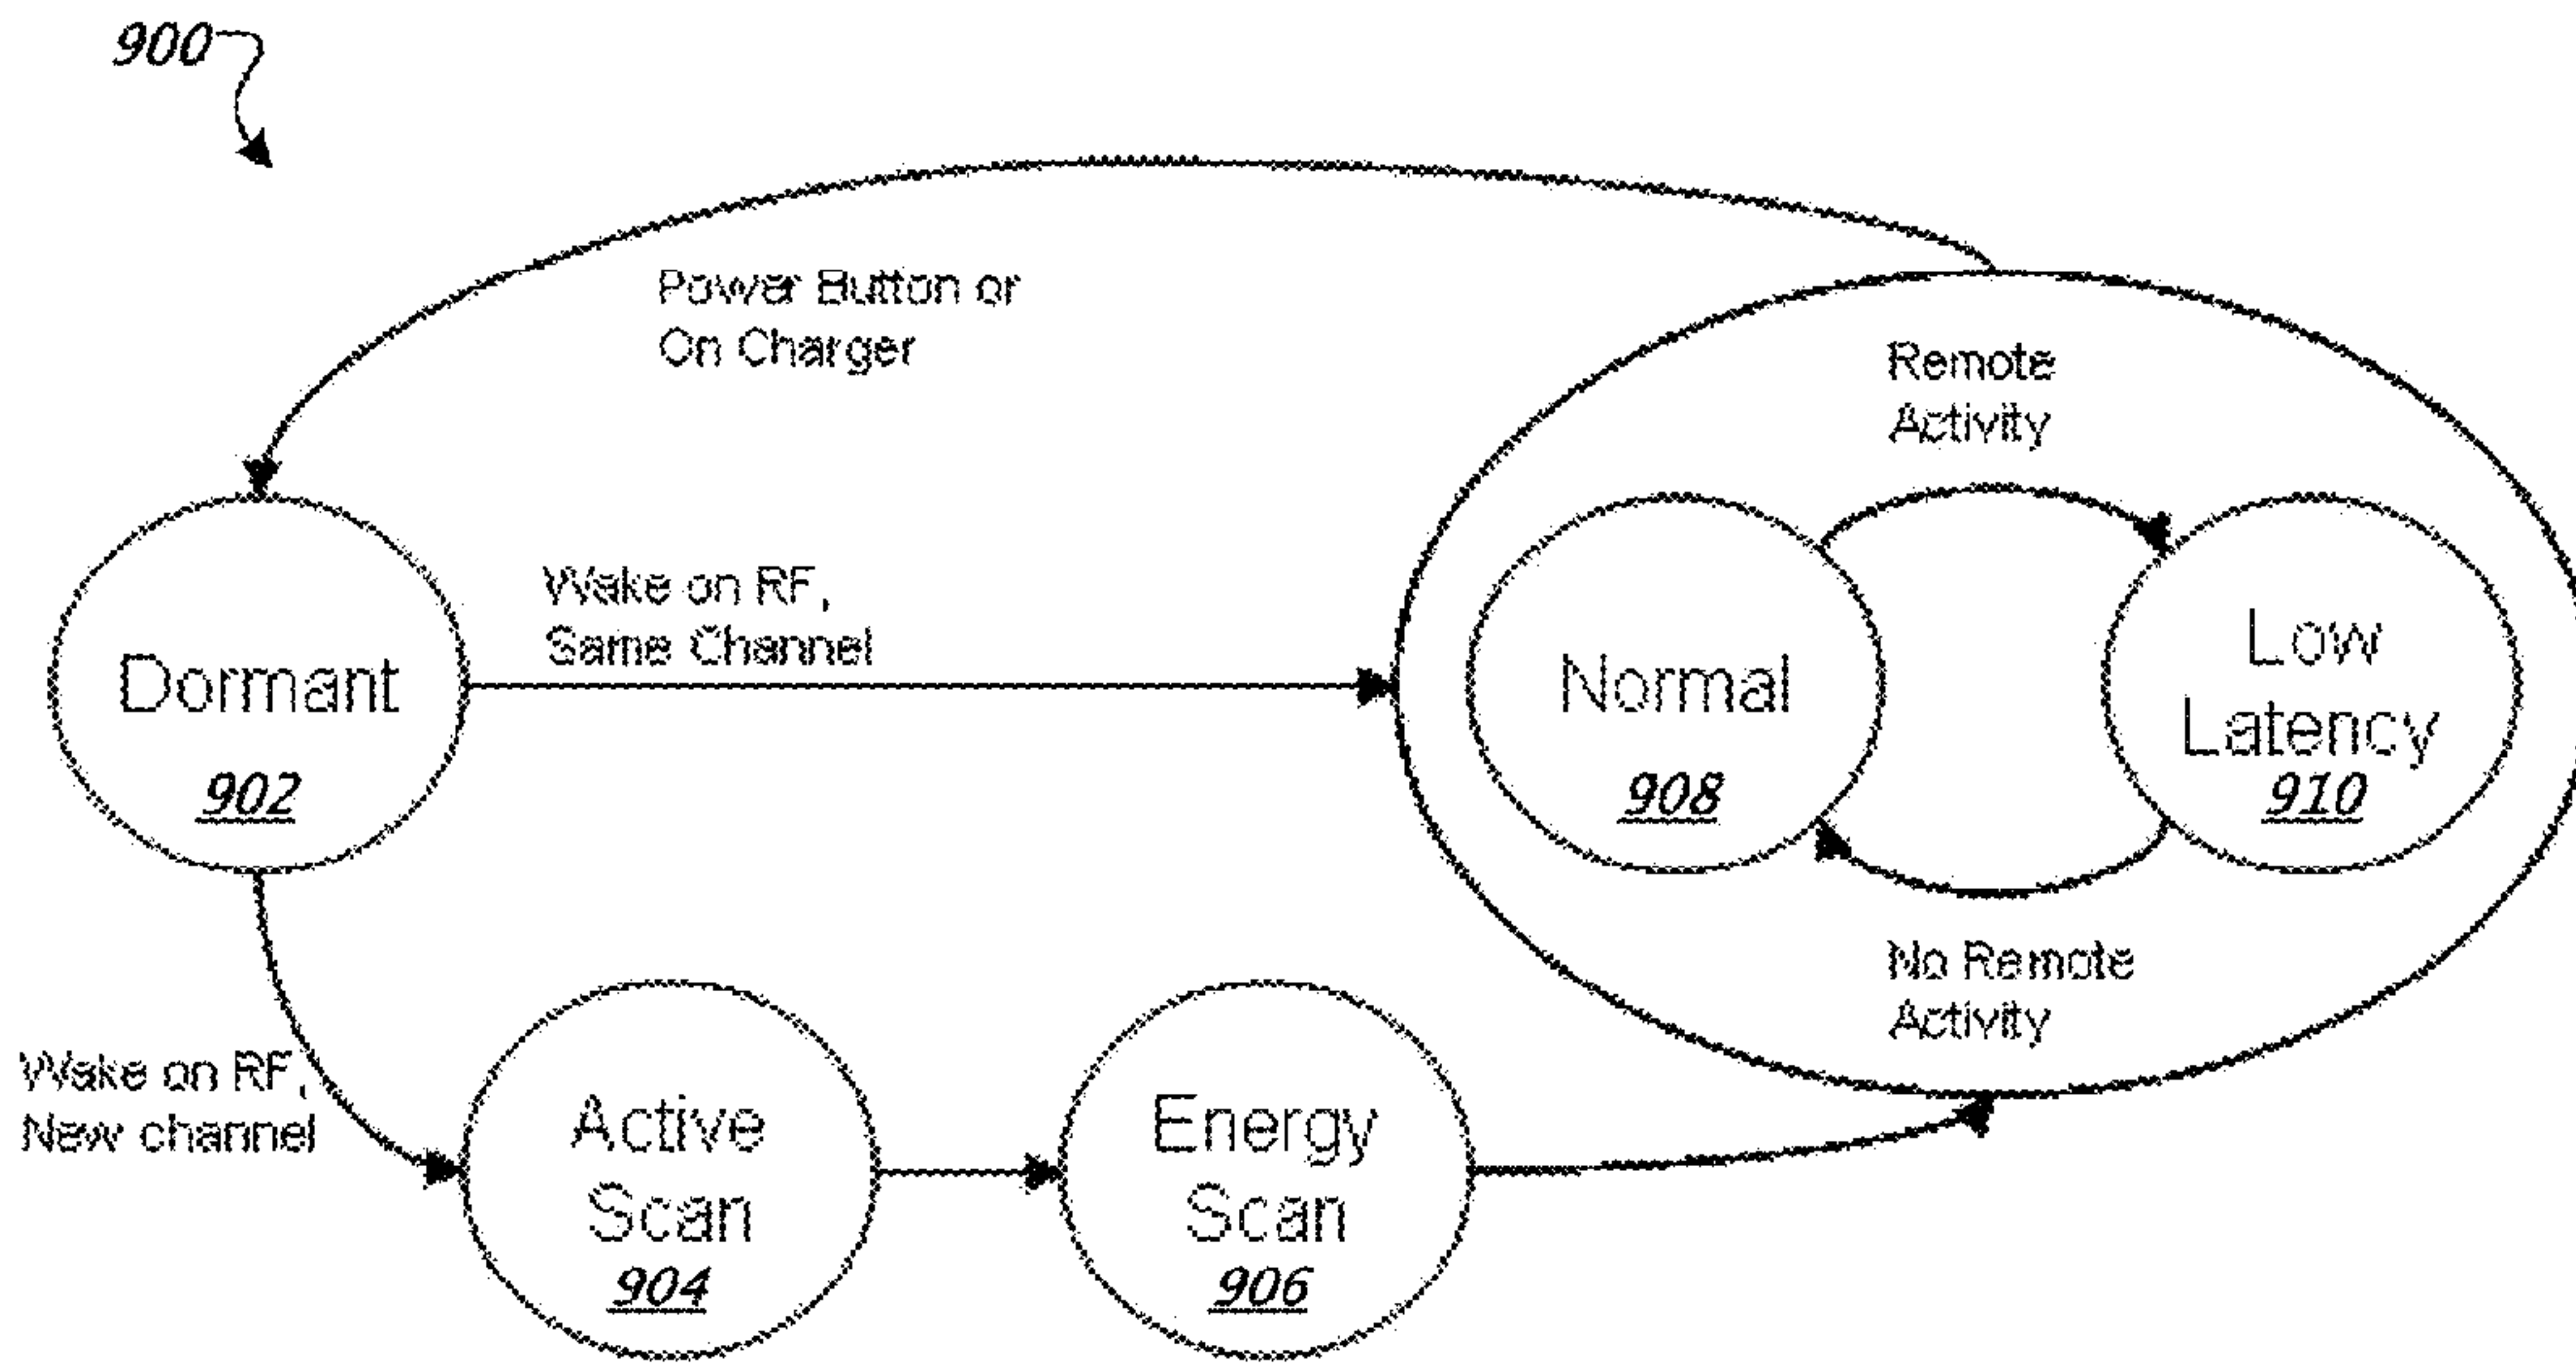 900
Power Button or
On Charger
Remote
Activity
Wake on RF,
Same Channel
Dormant
902
Normal
908
Low
Latency
910
No Remote
Activity
Wake on RF,
New channel
Active
Scan
904
Energy
Scan
906